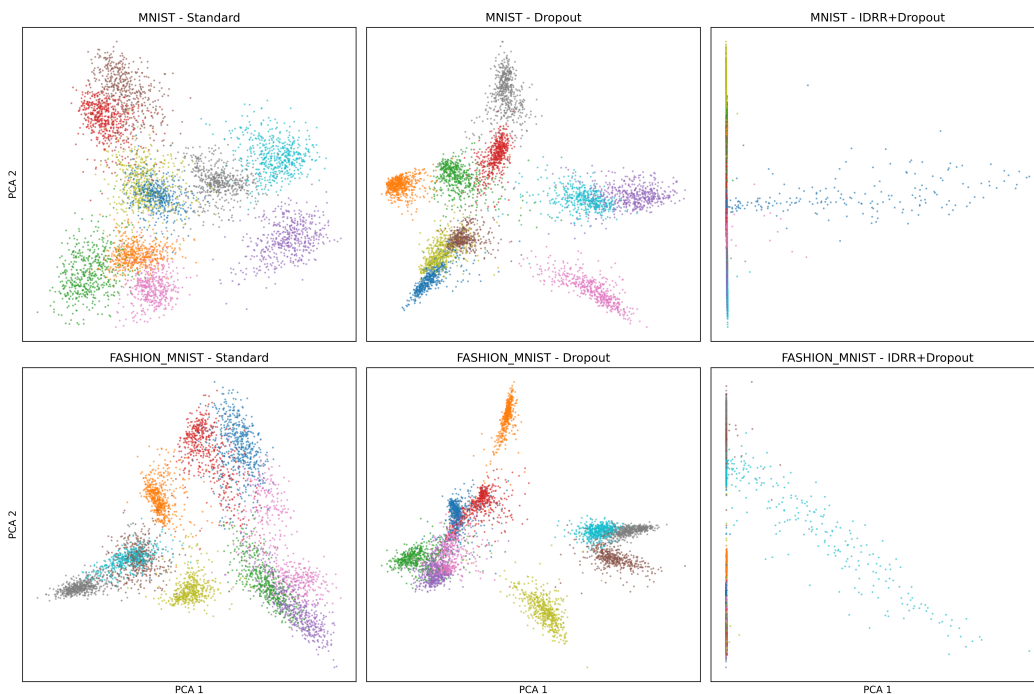 MNIST - Standard
MNIST - Dropout
MNIST - IDRR+Dropout
PCA 2
FASHION_MNIST - Standard
FASHION_MNIST - Dropout
FASHION_MNIST - IDRR+Dropout
PCA 2
PCA 1
PCA 1
PCA 1